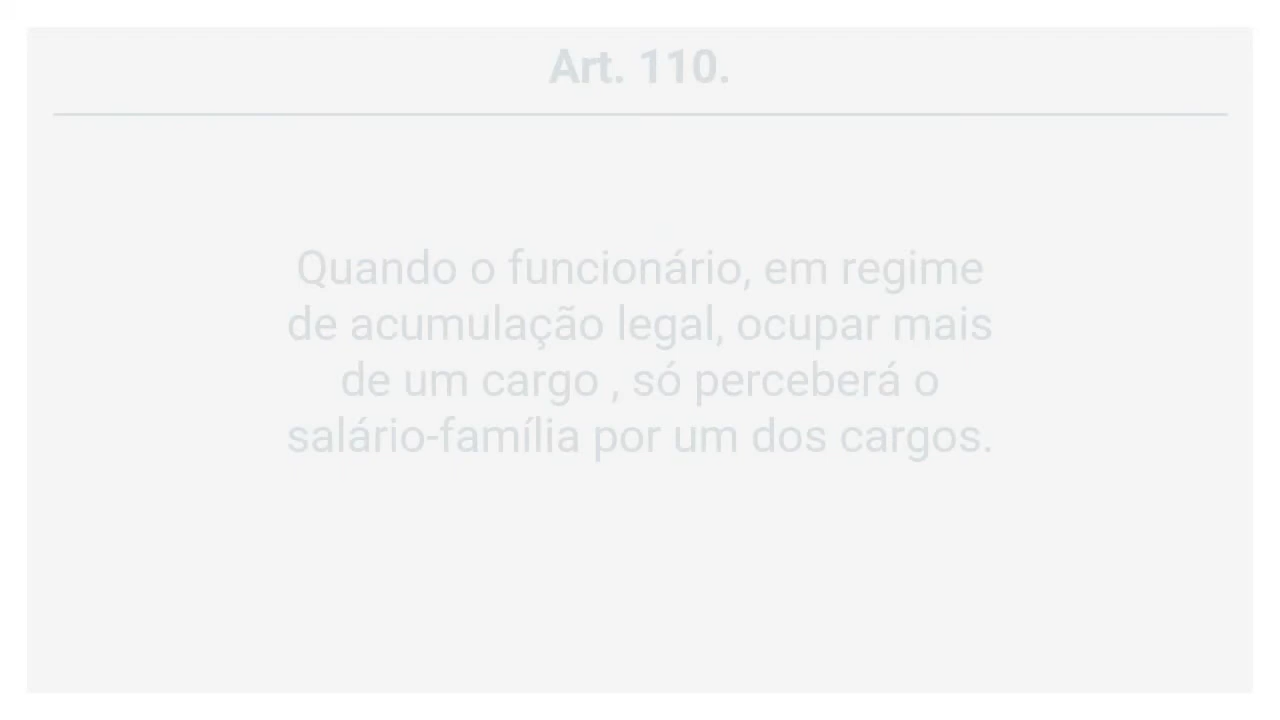 Art. 110.
Quando o funcionário, em regime
de acumulação legal, ocupar mais
de um cargo , só perceberá o
salário-família por um dos cargos.